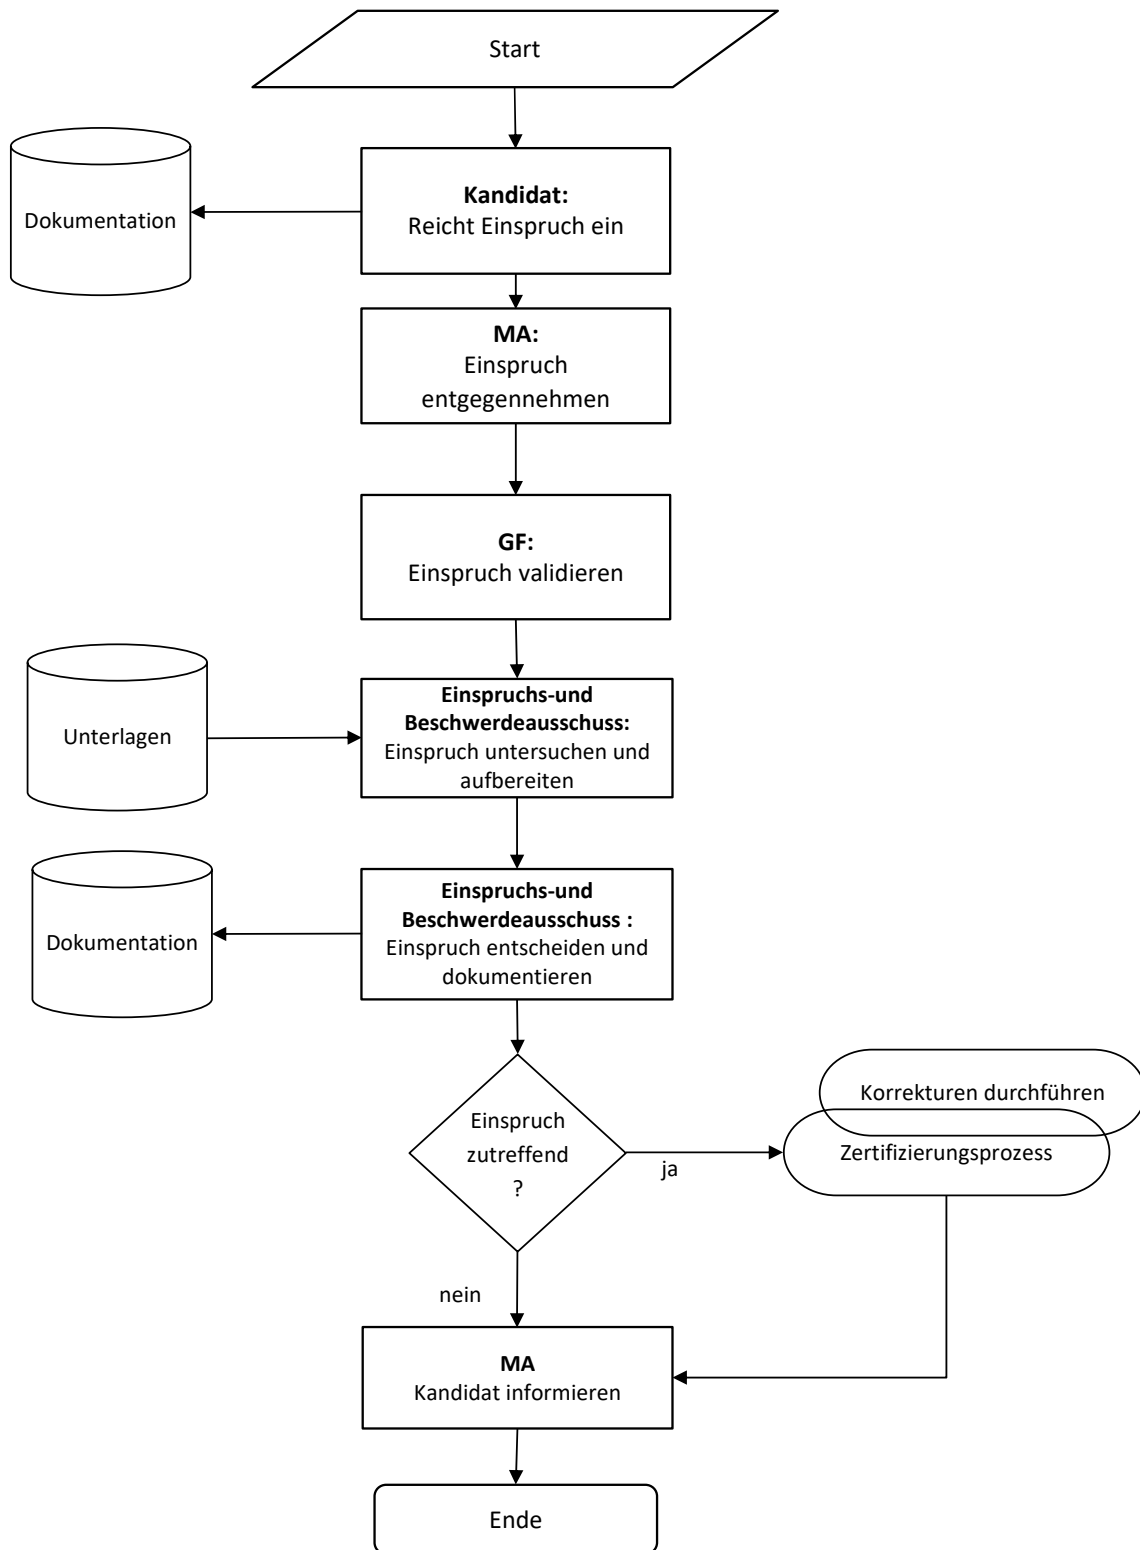 Start
Dokumentation
Kandidat:
Reicht Einspruch ein
MA:
Einspruch
entgegennehmen
GF:
Einspruch validieren
Unterlagen
Einspruchs-und
Beschwerdeausschuss:
Einspruch untersuchen und
aufbereiten
Dokumentation
Einspruchs-und
Beschwerdeausschuss :
Einspruch entscheiden und
dokumentieren
Einspruch
zutreffend
?
ja
Korrekturen durchführen
Zertifizierungsprozess
nein
MA
Kandidat informieren
Ende